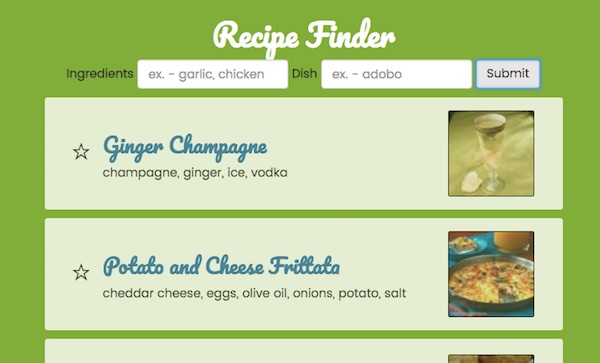 Recipe Finder
Ingredients ex. - garlic, chicken Dish ex. - adobo Submit
Ginger Champagne
champagne, ginger, ice, vodka
Potato and Cheese Frittata
cheddar cheese, eggs, olive oil, onions, potato, salt